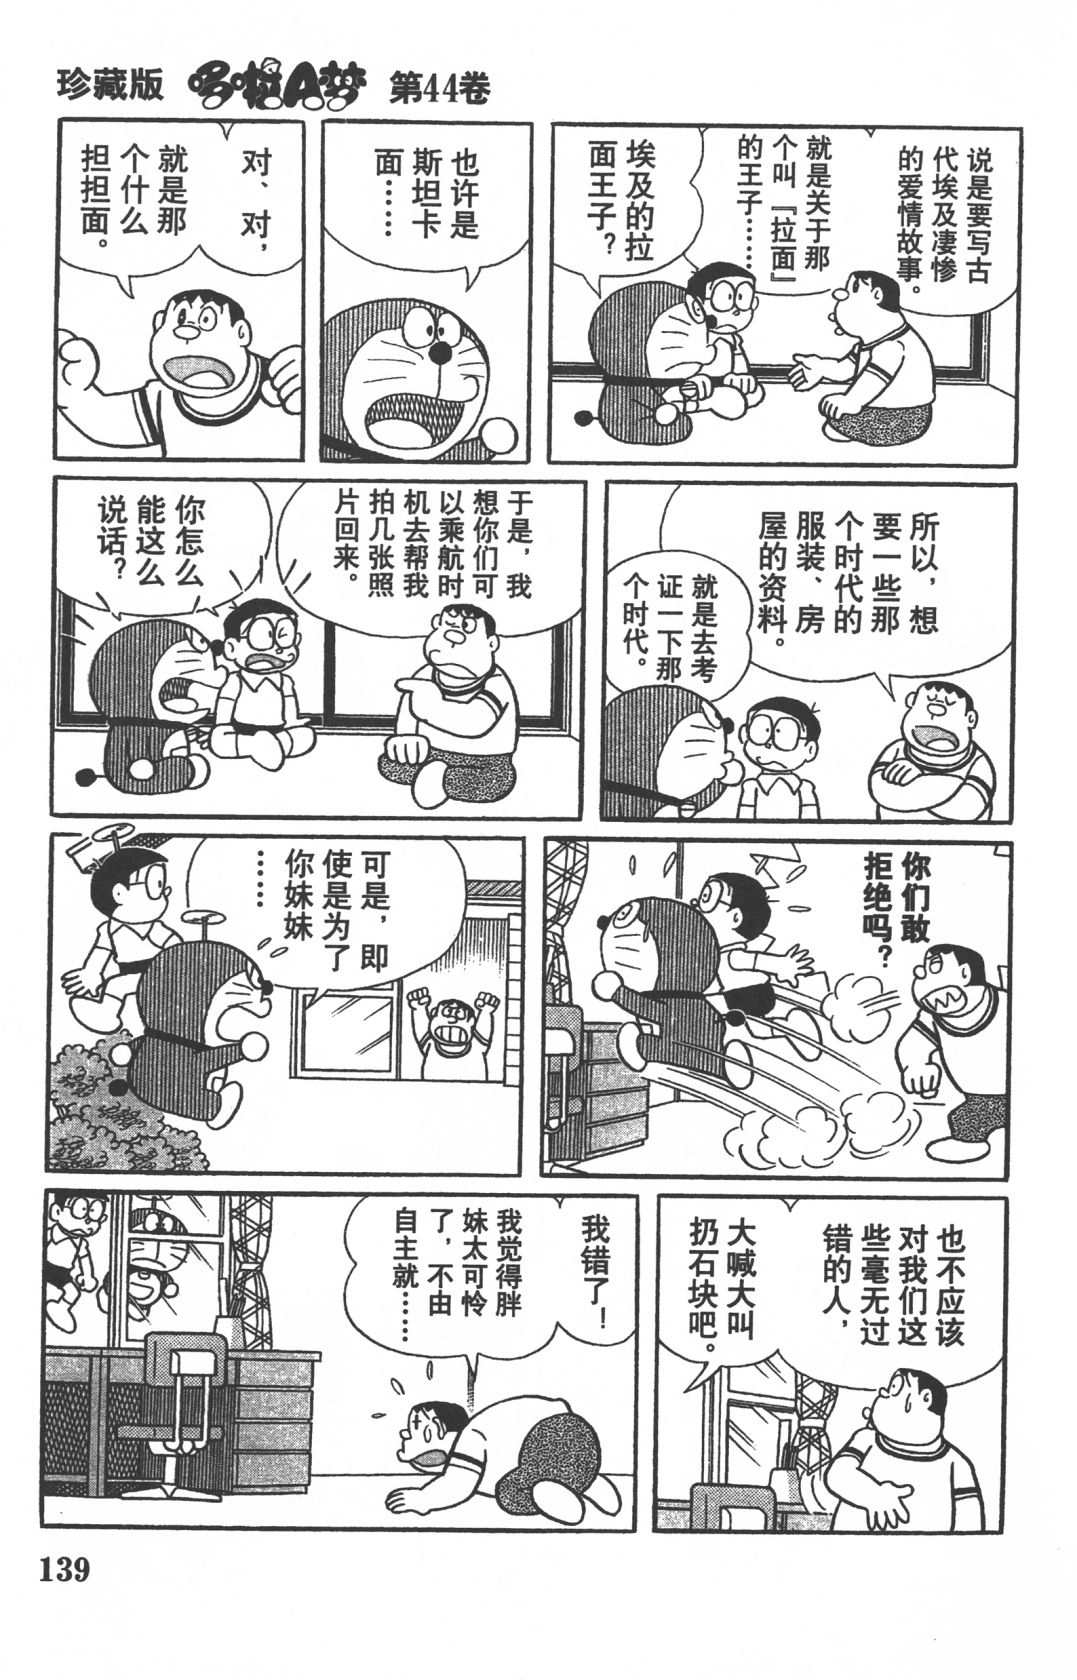 珍藏版 哆啦A梦 第44卷
说是要写古
代埃及凄惨
的爱情故事。
就是关于那
个叫『拉面』
的王子……
埃及的拉
面王子？
也许是
斯坦卡
面……
对、对，
就是那
个什么
担担面。
所以，想
要一些那
个时代的
服装、房
屋的资料。
就是去考
证一下那
个时代。
于是，我
想你们可
以乘航时
机去帮我
拍几张照
片回来。
你怎么
能这么
说话？
你们敢
拒绝吗？
可是，即
使是为了
你妹妹
……
也不应该
对我们这
些毫无过
错的人，
大喊大叫
扔石块吧。
我错了！
我觉得胖
妹太可怜
了，不由
自主就……
139